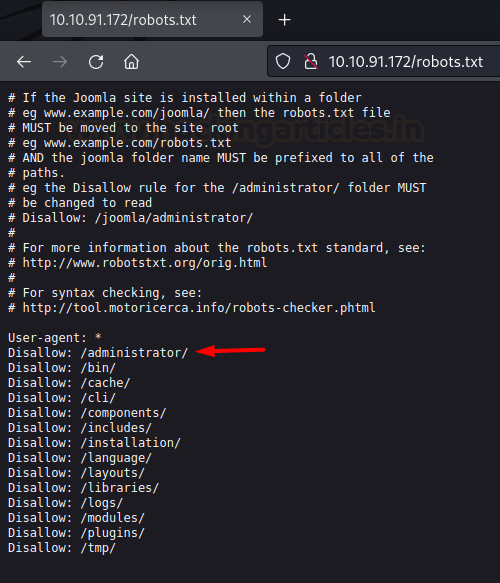 10.10.91.172/robots.txt
10.10.91.172/robots.txt
# If the Joomla site is installed within a folder
# eg www.example.com/joomla/ then the robots.txt file
# MUST be moved to the site root
# eg www.example.com/robots.txt
# AND the joomla folder name MUST be prefixed to all of the
# paths.
# eg the Disallow rule for the /administrator/ folder MUST
# be changed to read
# Disallow: /joomla/administrator/
#
# For more information about the robots.txt standard, see:
# http://www.robotstxt.org/orig.html
#
# For syntax checking, see:
# http://tool.motoricerca.info/robots-checker.phtml
User-agent: *
Disallow: /administrator/
Disallow: /bin/
Disallow: /cache/
Disallow: /cli/
Disallow: /components/
Disallow: /includes/
Disallow: /installation/
Disallow: /language/
Disallow: /layouts/
Disallow: /libraries/
Disallow: /logs/
Disallow: /modules/
Disallow: /plugins/
Disallow: /tmp/